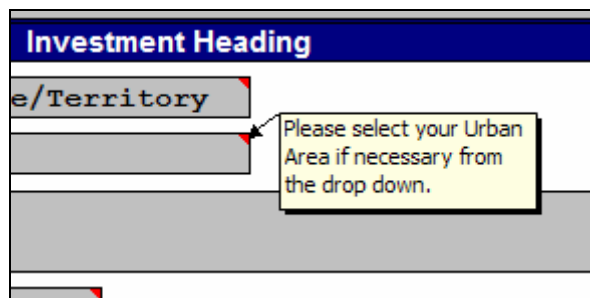 Investment Heading
e/Territory
Please select your Urban
Area if necessary from
the drop down.